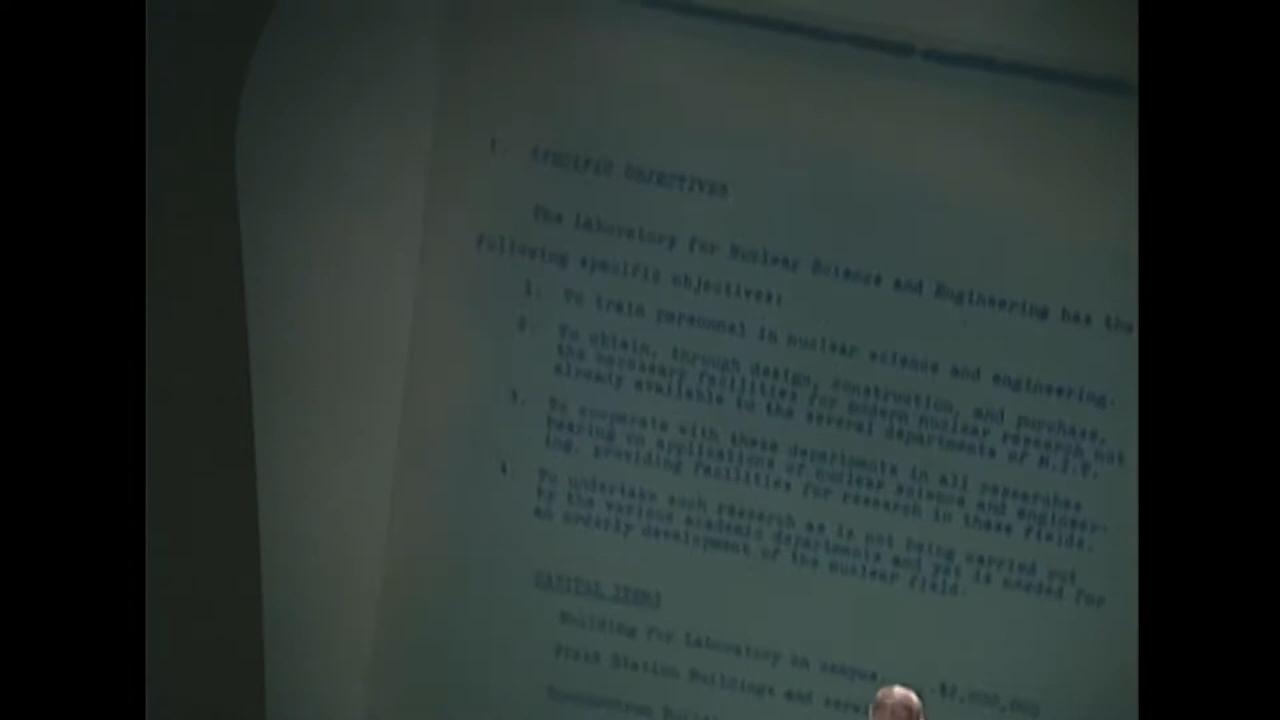 I. SPECIFIC OBJECTIVES
The Laboratory for Nuclear Science and Engineering has the
following specific objectives:
1. To train personnel in nuclear science and engineering.
2. To obtain, through design, construction, and purchase,
the necessary facilities for modern nuclear research not
already available to the several departments of M.I.T.
3. To cooperate with these departments in all researches
bearing on applications of nuclear science and engineer-
ing, providing facilities for research in these fields.
4. To undertake such research as is not being carried out
by the various academic departments and yet is needed for
an orderly development of the nuclear field.
CAPITAL ITEMS
Building for Laboratory on campus
Station Buildings and